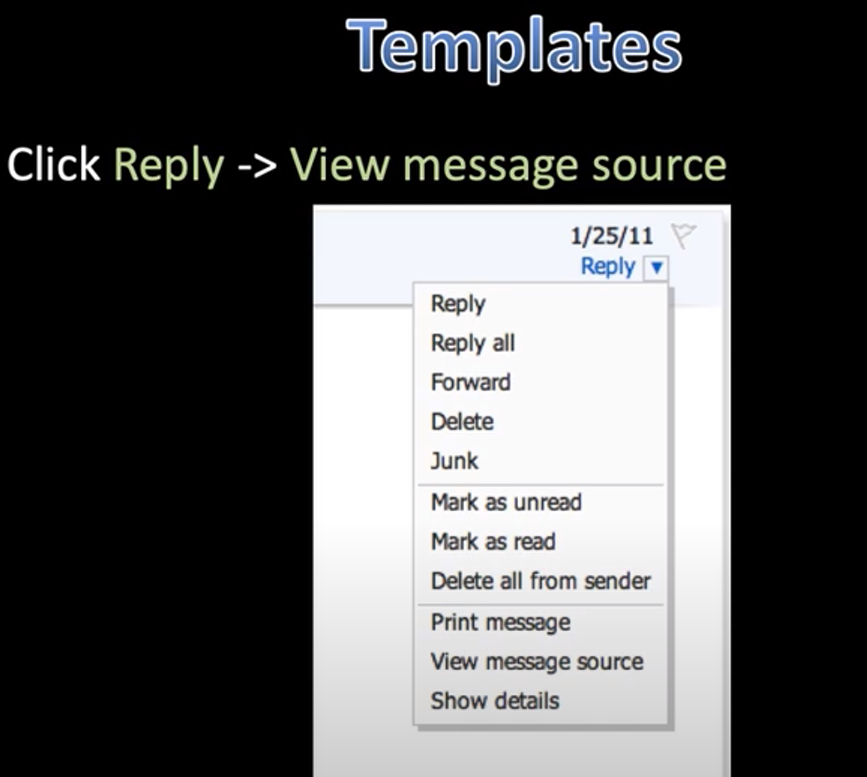 Templates
Click Reply -> View message source
1/25/11
Reply
Reply
Reply all
Forward
Delete
Junk
Mark as unread
Mark as read
Delete all from sender
Print message
View message source
Show details